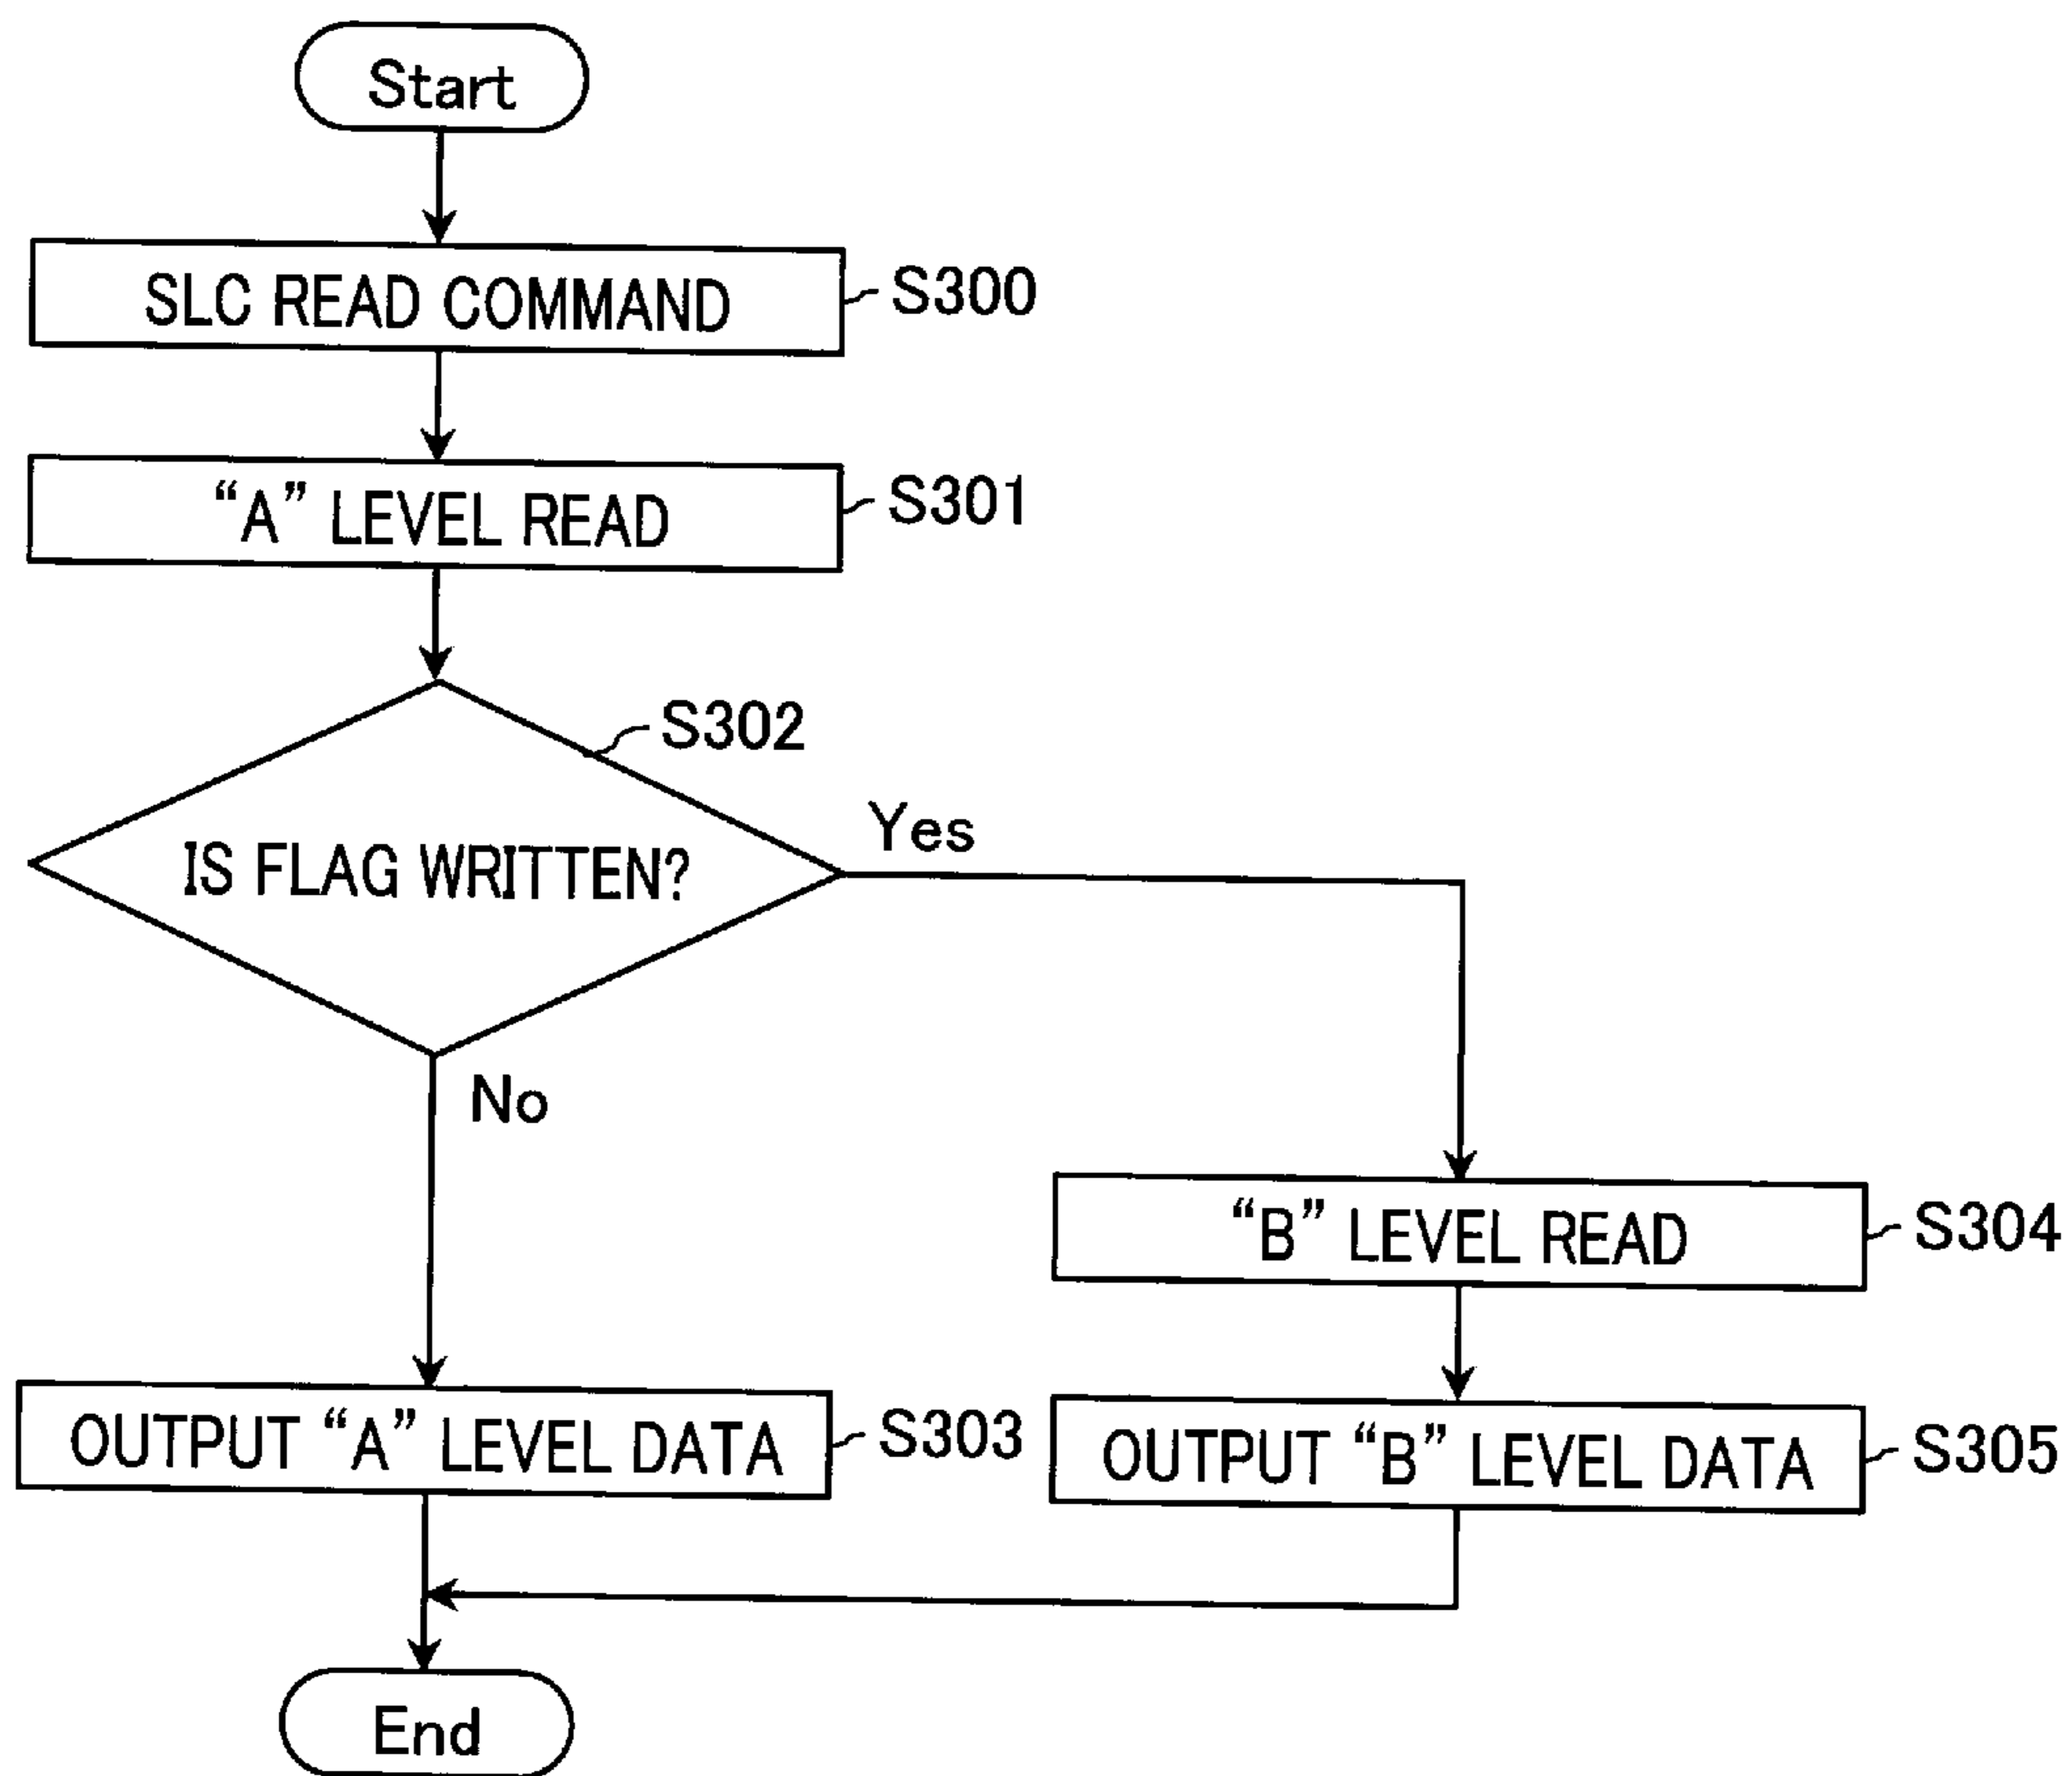 Start
SLC READ COMMAND
S300
“A” LEVEL READ
S301
S302
IS FLAG WRITTEN?
Yes
No
“B” LEVEL READ
S304
OUTPUT “A” LEVEL DATA
S303
OUTPUT “B” LEVEL DATA
S305
End